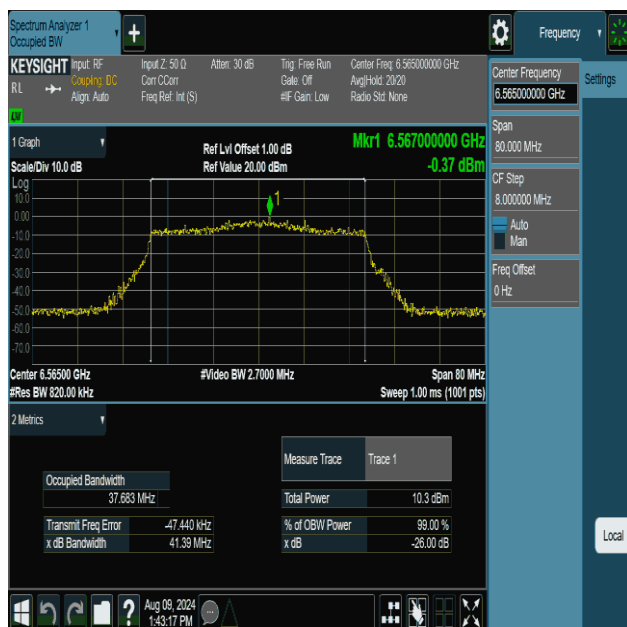 Spectrum Analyzer 1
Occupied BW
Frequency
KEYSIGHT
RL
LM
Input: RF
Coupling: DC
Align: Auto
Input Z: 50 Ω
Corr CCorr
Freq Ref: Int (S)
Atten: 30 dB
Trig: Free Run
Gate: Off
#IF Gain: Low
Center Freq: 6.565000000 GHz
Avg|Hold: 20/20
Radio Std: None
Center Frequency
6.565000000 GHz
Settings
Span
80.000 MHz
CF Step
8.000000 MHz
Auto
Man
Freq Offset
0 Hz
Local
1 Graph
Scale/Div 10.0 dB
Ref Lvl Offset 1.00 dB
Ref Value 20.00 dBm
Mkr1 6.567000000 GHz
-0.37 dBm
Log
10.0
0.00
-10.0
-20.0
-30.0
-40.0
-50.0
-60.0
-70.0
1
Center 6.56500 GHz
#Res BW 820.00 kHz
#Video BW 2.7000 MHz
Span 80 MHz
Sweep 1.00 ms (1001 pts)
2 Metrics
Measure Trace Trace 1
Occupied Bandwidth
37.683 MHz
Total Power 10.3 dBm
Transmit Freq Error -47.440 kHz
% of OBW Power 99.00 %
x dB Bandwidth 41.39 MHz
x dB -26.00 dB
?
Aug 09, 2024
1:43:17 PM